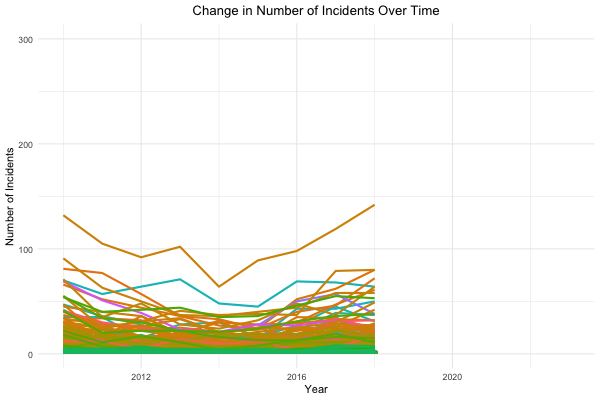 Change in Number of Incidents Over Time
300
200
100
0
Number of Incidents
2012
2016
2020
Year